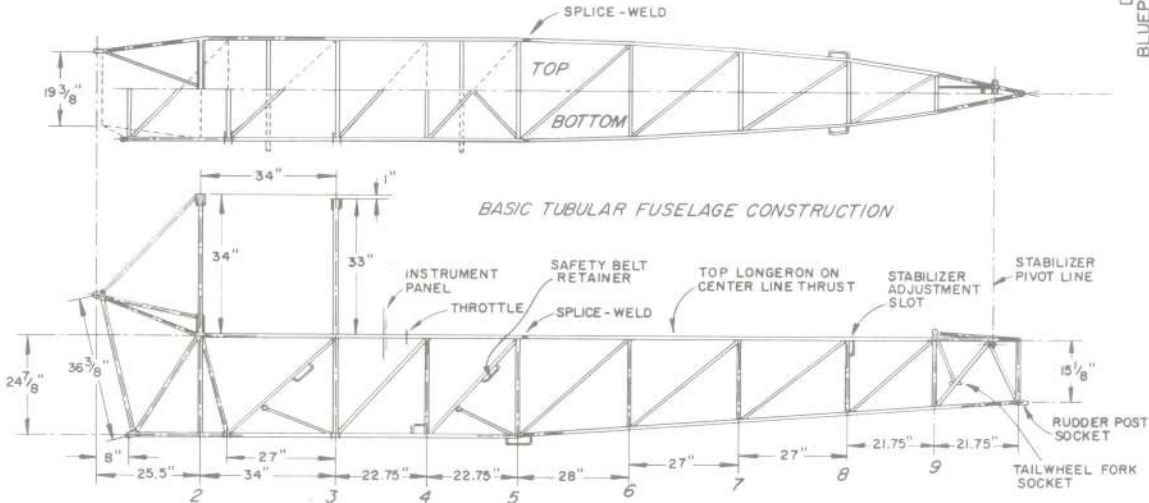 BLUEP
SPLICE-WELD
TOP
BOTTOM
19 3/8"
34"
1"
BASIC TUBULAR FUSELAGE CONSTRUCTION
34"
33"
INSTRUMENT
PANEL
THROTTLE
SAFETY BELT
RETAINER
SPLICE-WELD
TOP LONGERON ON
CENTER LINE THRUST
STABILIZER
ADJUSTMENT
SLOT
STABILIZER
PIVOT LINE
36 3/8"
24 7/8"
15 1/8"
RUDDER POST
SOCKET
TAILWHEEL FORK
SOCKET
8"
27"
27"
27"
21.75"
21.75"
25.5"
34"
22.75"
22.75"
28"
2
3
4
5
6
7
8
9